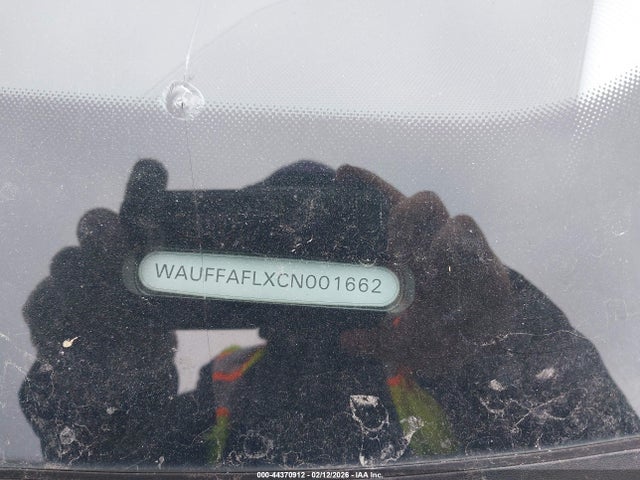 WAUFFAFLXCN001662
000-44370912 - 02/12/2026 - IAA Inc.